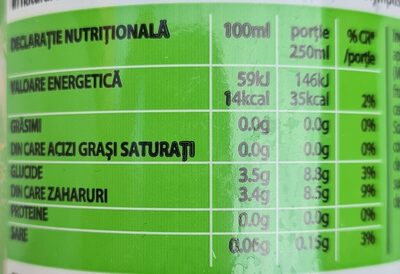 DECLARAȚIE NUTRIȚIONALĂ 100ml porție 250ml % CR* /porție
VALOARE ENERGETICĂ 59kJ 146kJ
14kcal 35kcal 2%
GRĂSIMI 0.0g 0.0g 0%
DIN CARE ACIZI GRAȘI SATURAȚI 0.0g 0.0g 0%
GLUCIDE 3.5g 8.8g 3%
DIN CARE ZAHARURI 3.4g 8.5g 9%
PROTEINE 0.0g 0.0g 0%
SARE 0.06g 0.15g 3%